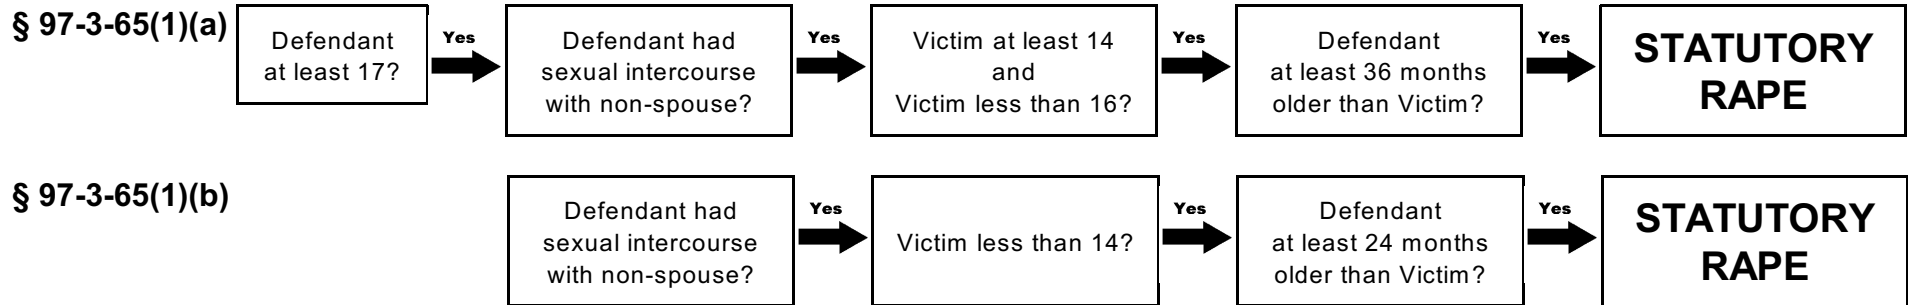 § 97-3-65(1)(a)
Defendant
at least 17?
Yes
Defendant had
sexual intercourse
with non-spouse?
Yes
Victim at least 14
and
Victim less than 16?
Yes
Defendant
at least 36 months
older than Victim?
Yes
STATUTORY
RAPE
§ 97-3-65(1)(b)
Defendant had
sexual intercourse
with non-spouse?
Yes
Victim less than 14?
Yes
Defendant
at least 24 months
older than Victim?
Yes
STATUTORY
RAPE